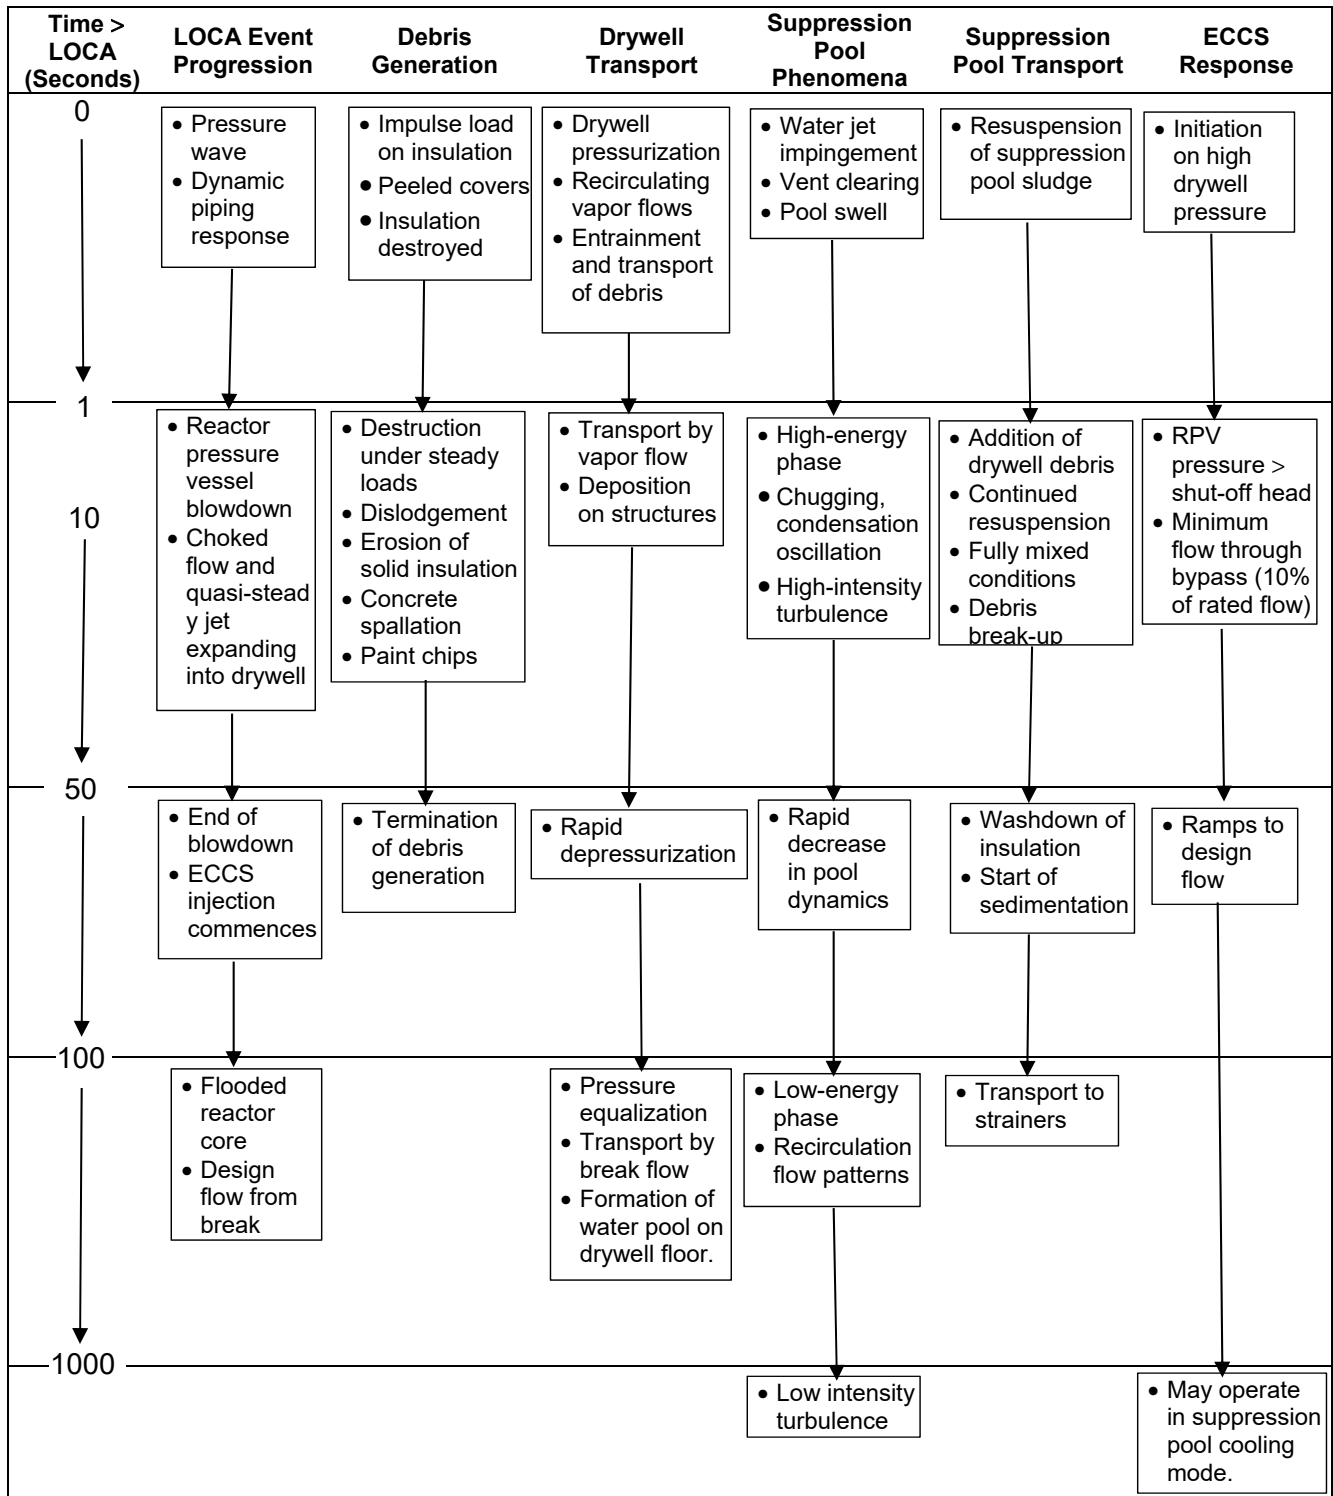 Time >
LOCA
(Seconds)
LOCA Event
Progression
Debris
Generation
Drywell
Transport
Suppression
Pool
Phenomena
Suppression
Pool Transport
ECCS
Response
0
• Pressure
wave
• Dynamic
piping
response
• Impulse load
on insulation
• Peeled covers
• Insulation
destroyed
• Drywell
pressurization
• Recirculating
vapor flows
• Entrainment
and transport
of debris
• Water jet
impingement
• Vent clearing
• Pool swell
• Resuspension
of suppression
pool sludge
• Initiation
on high
drywell
pressure
1
10
• Reactor
pressure
vessel
blowdown
• Choked
flow and
quasi-stead
y jet
expanding
into drywell
• Destruction
under steady
loads
• Dislodgement
• Erosion of
solid insulation
• Concrete
spallation
• Paint chips
• Transport by
vapor flow
• Deposition
on structures
• High-energy
phase
• Chugging,
condensation
oscillation
• High-intensity
turbulence
• Addition of
drywell debris
• Continued
resuspension
• Fully mixed
conditions
• Debris
break-up
• RPV
pressure >
shut-off head
• Minimum
flow through
bypass (10%
of rated flow)
50
• End of
blowdown
• ECCS
injection
commences
• Termination
of debris
generation
• Rapid
depressurization
• Rapid
decrease
in pool
dynamics
• Washdown of
insulation
• Start of
sedimentation
• Ramps to
design
flow
100
• Flooded
reactor
core
• Design
flow from
break
• Pressure
equalization
• Transport by
break flow
• Formation of
water pool on
drywell floor.
• Low-energy
phase
• Recirculation
flow patterns
• Transport to
strainers
1000
• Low intensity
turbulence
• May operate
in suppression
pool cooling
mode.